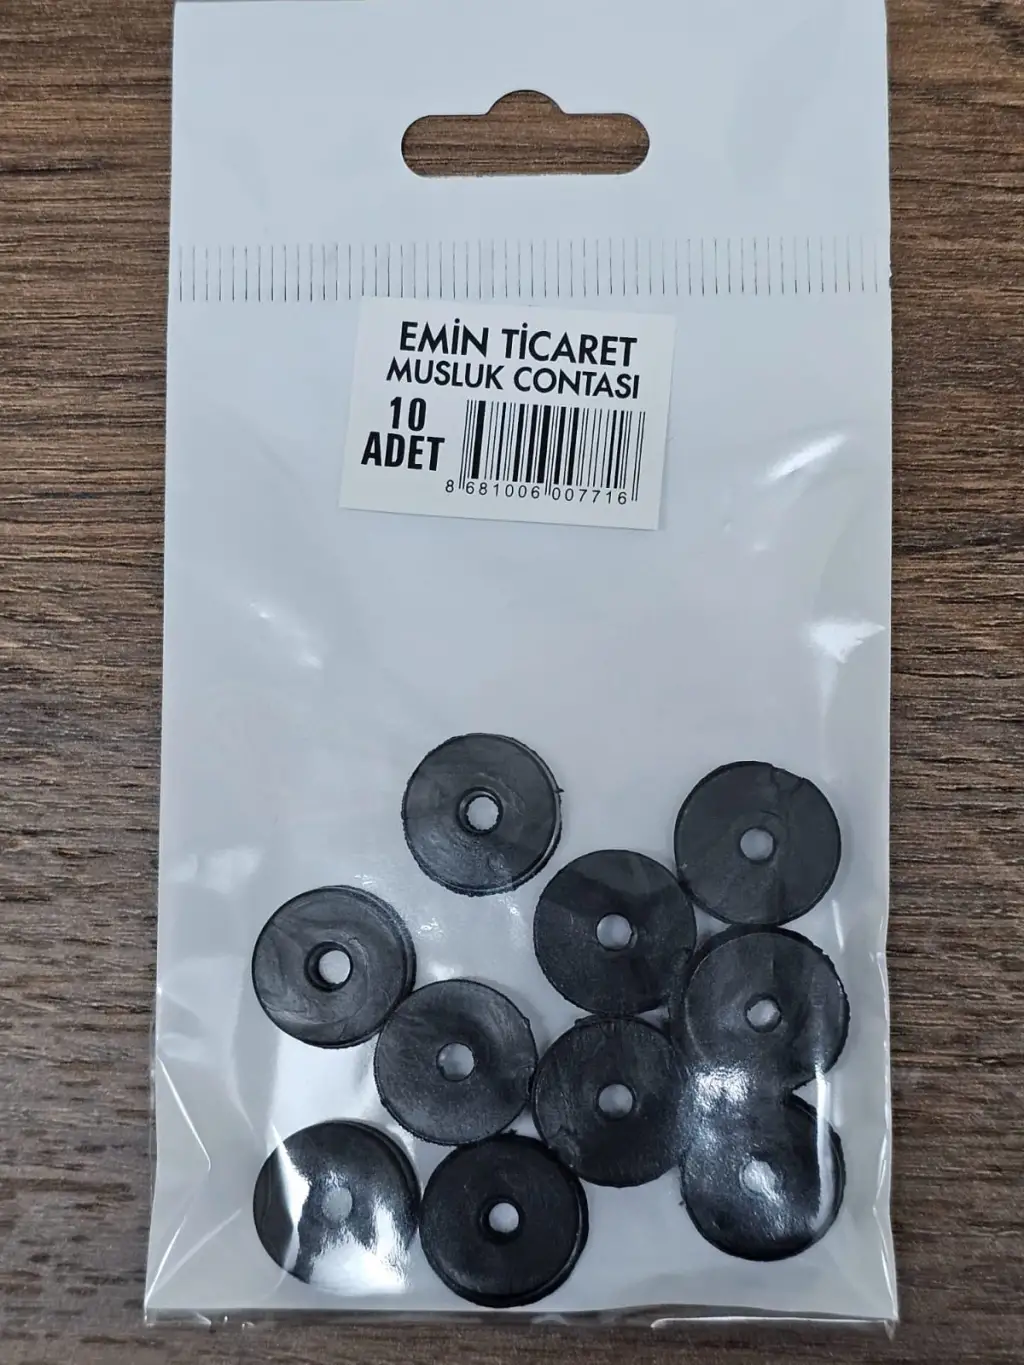 EMİN TİCARET
MUSLUK CONTASI
10
ADET
8 681006 007716